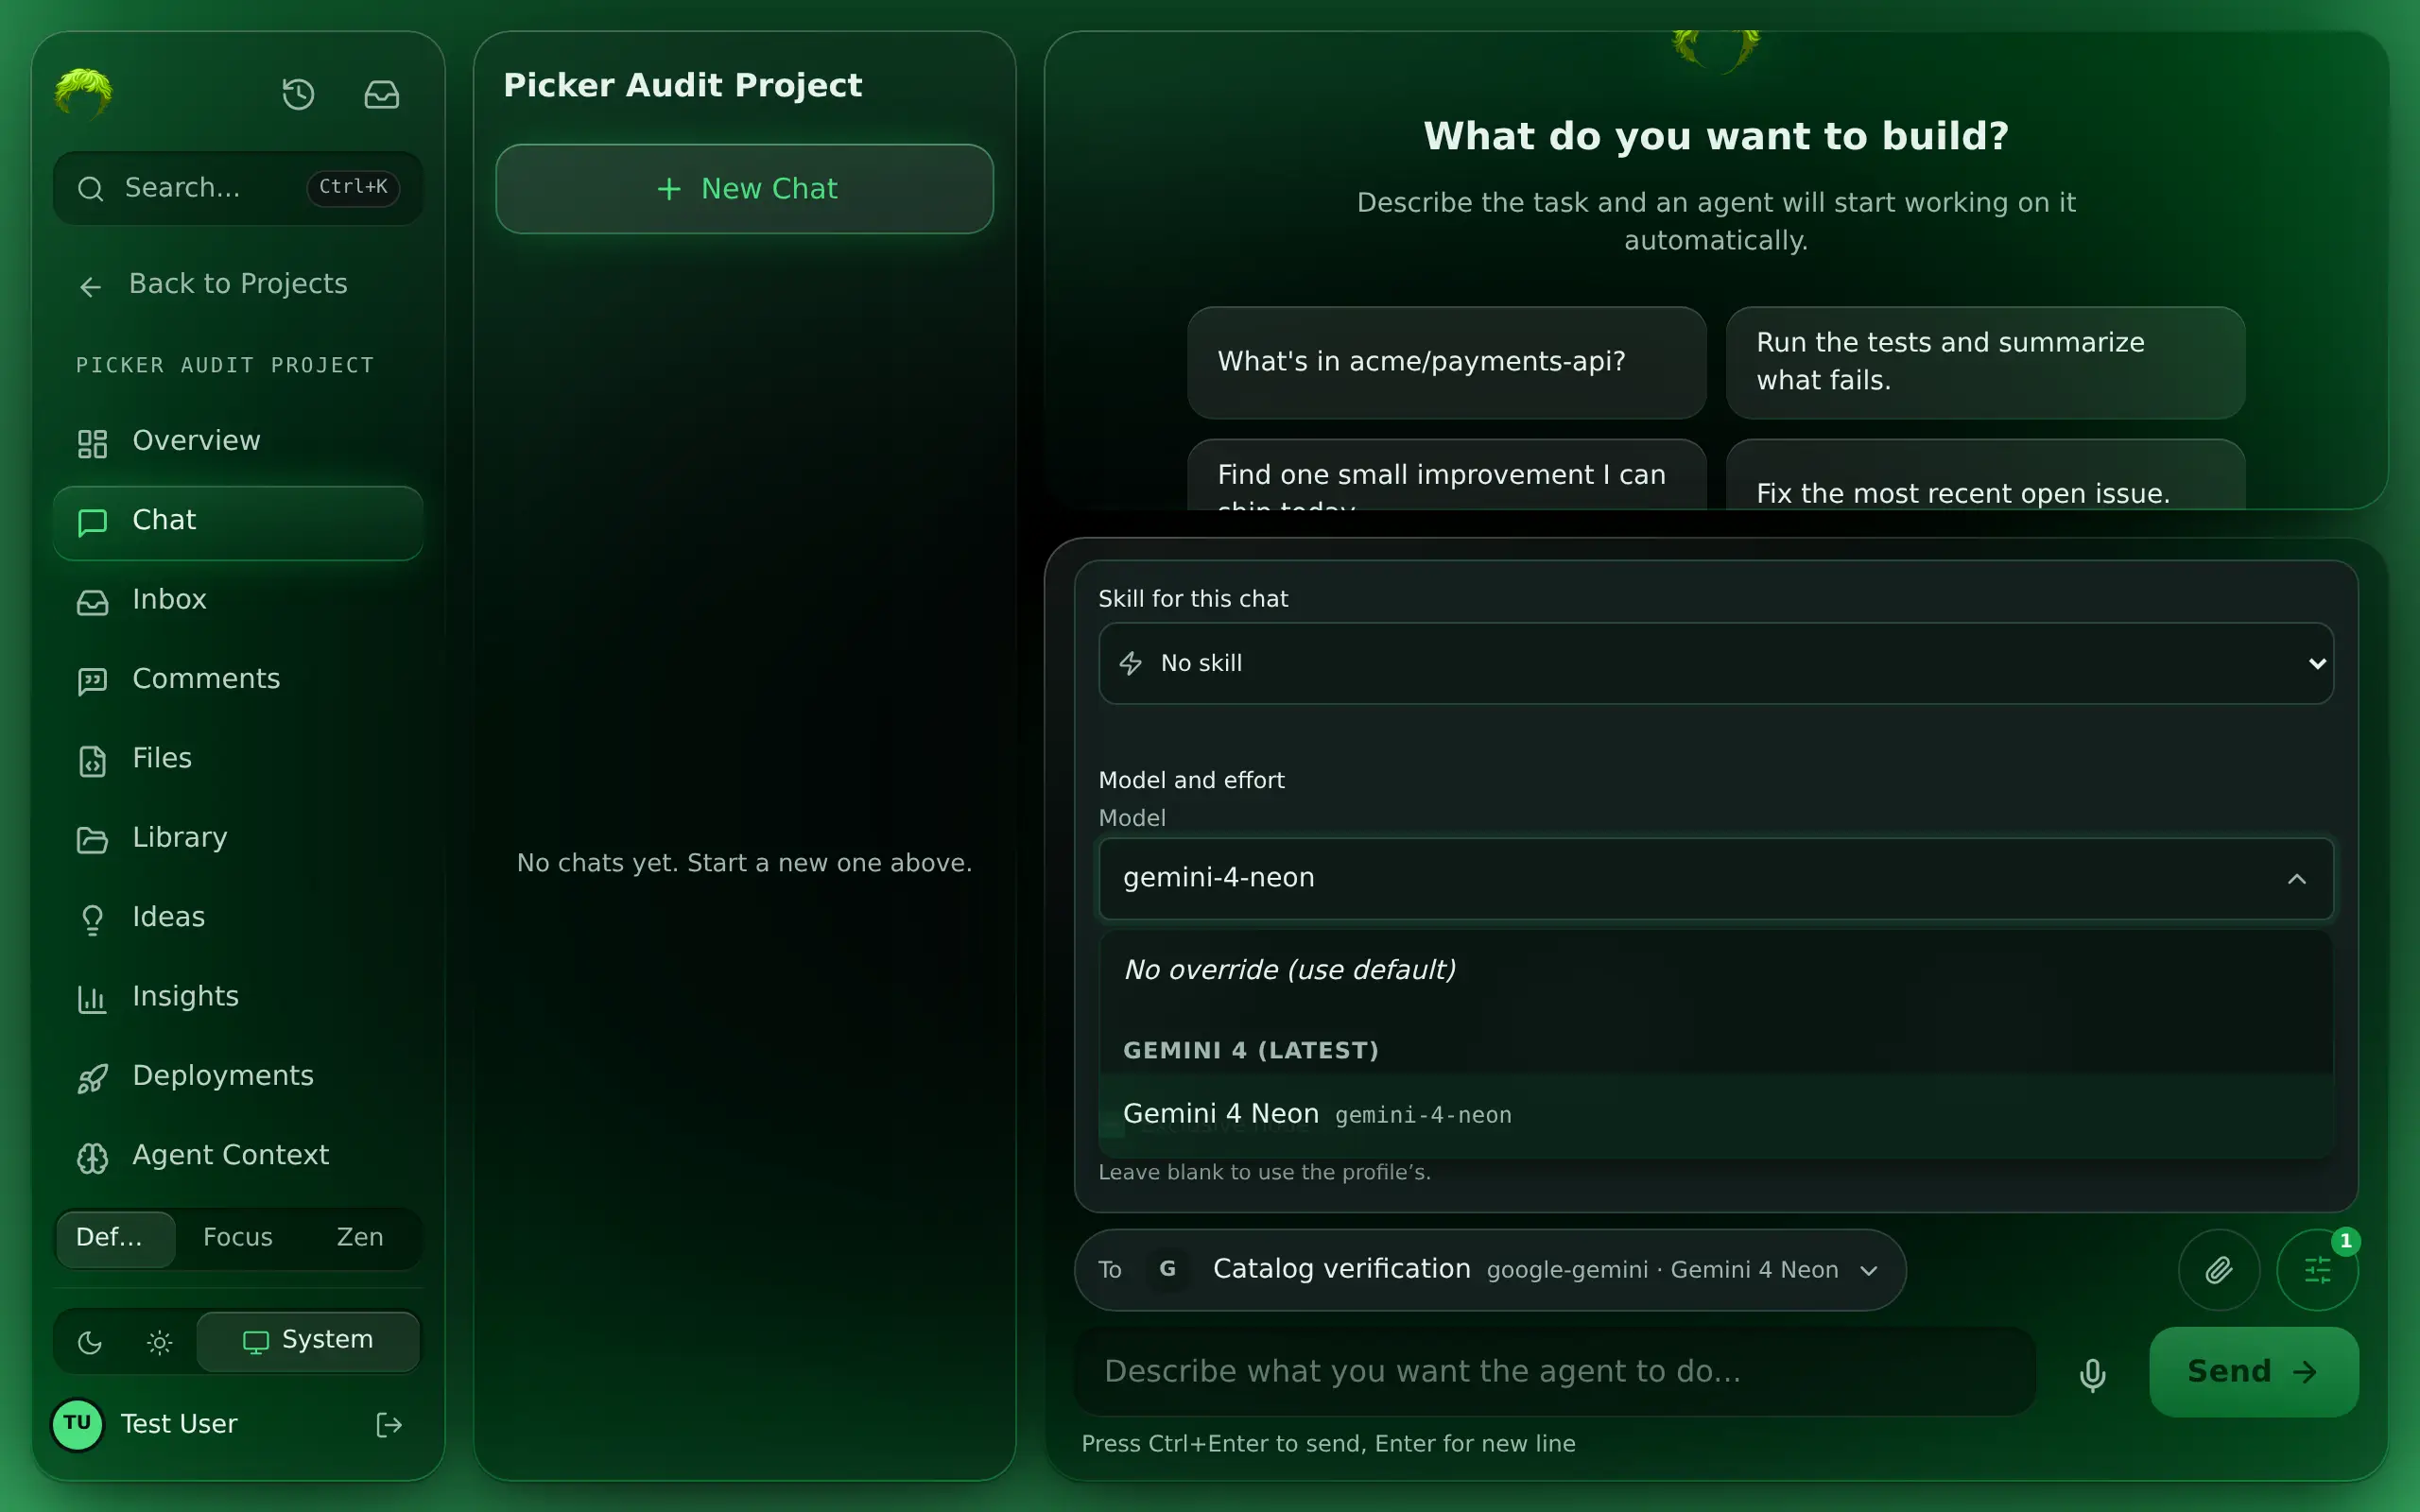 Search...
Ctrl+K
Back to Projects
PICKER AUDIT PROJECT
Overview
Chat
Inbox
Comments
Files
Library
Ideas
Insights
Deployments
Agent Context
Def...
Focus
Zen
System
TU
Test User
Picker Audit Project
New Chat
No chats yet. Start a new one above.
What do you want to build?
Describe the task and an agent will start working on it
automatically.
What's in acme/payments-api?
Run the tests and summarize
what fails.
Find one small improvement I can
ship today.
Fix the most recent open issue.
Skill for this chat
No skill
Model and effort
Model
gemini-4-neon
No override (use default)
GEMINI 4 (LATEST)
Gemini 4 Neon gemini-4-neon
Leave blank to use the profile’s.
To
G
Catalog verification google-gemini · Gemini 4 Neon
1
Describe what you want the agent to do...
Send
Press Ctrl+Enter to send, Enter for new line